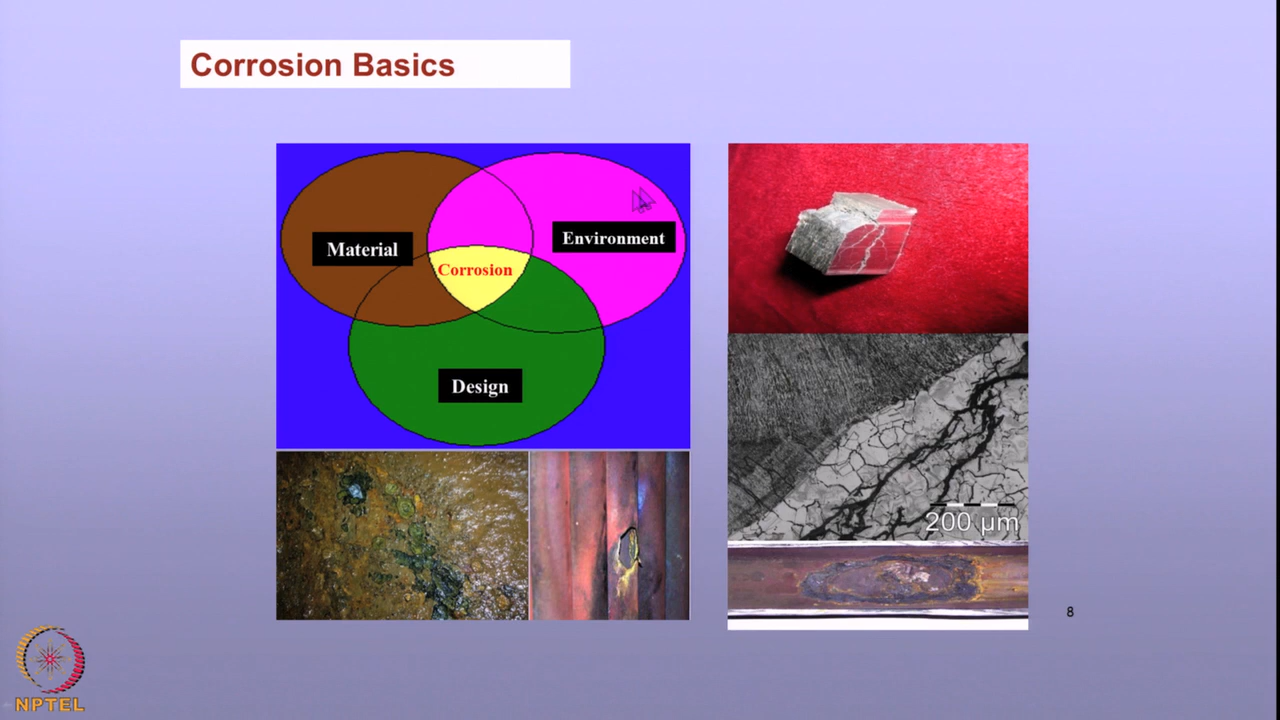 Corrosion Basics
Material
Environment
Corrosion
Design
200 µm
8
NPTEL